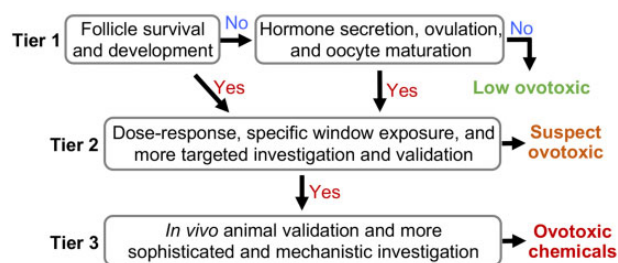 Tier 1
Follicle survival
and development
No
Hormone secretion, ovulation,
and oocyte maturation
No
Yes
Yes
Low ovotoxic
Tier 2
Dose-response, specific window exposure, and
more targeted investigation and validation
Suspect
ovotoxic
Yes
Tier 3
In vivo animal validation and more
sophisticated and mechanistic investigation
Ovotoxic
chemicals